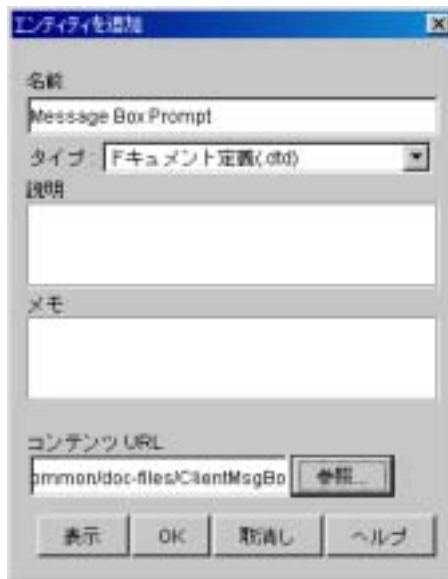 エンティティを追加
名前
Message Box Prompt
タイプ: ドキュメント定義(.dtd)
説明
メモ
コンテンツ URL
ommon/doc-files/ClientMsgBo 参照...
表示 OK 取消し ヘルプ